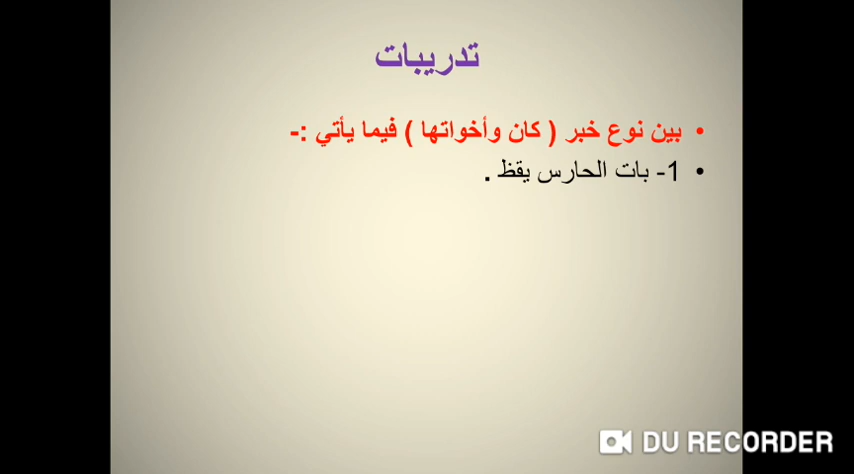 تدريبات
• بين نوع خبر ( كان وأخواتها ) فيما يأتي :-
• 1- بات الحارس يقظ .
DU RECORDER